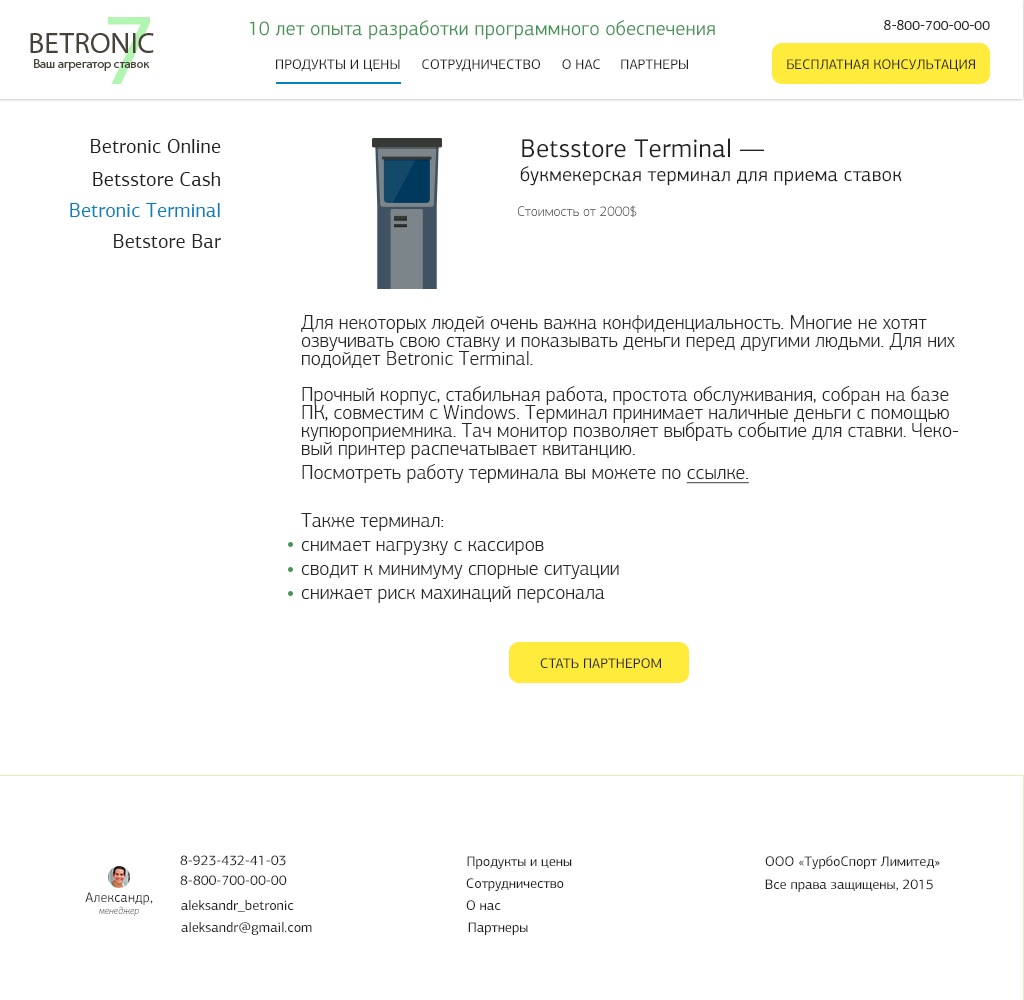 7
BETRONIC
Ваш агрегатор ставок
10 лет опыта разработки программного обеспечения
8-800-700-00-00
ПРОДУКТЫ И ЦЕНЫ СОТРУДНИЧЕСТВО О НАС ПАРТНЕРЫ
БЕСПЛАТНАЯ КОНСУЛЬТАЦИЯ
Betronic Online
Betsstore Cash
Betronic Terminal
Betstore Bar
Betsstore Terminal —
букмекерская терминал для приема ставок
Стоимость от 2000$
Для некоторых людей очень важна конфиденциальность. Многие не хотят
озвучивать свою ставку и показывать деньги перед другими людьми. Для них
подойдет Betronic Terminal.
Прочный корпус, стабильная работа, простота обслуживания, собран на базе
ПК, совместим с Windows. Терминал принимает наличные деньги с помощью
купюроприемника. Тач монитор позволяет выбрать событие для ставки. Чеко-
вый принтер распечатывает квитанцию.
Посмотреть работу терминала вы можете по ссылке.
Также терминал:
• снимает нагрузку с кассиров
• сводит к минимуму спорные ситуации
• снижает риск махинаций персонала
СТАТЬ ПАРТНЕРОМ
Александр,
менеджер
8-923-432-41-03
8-800-700-00-00
aleksandr_betronic
aleksandr@gmail.com
Продукты и цены
Сотрудничество
О нас
Партнеры
ООО «ТурбоСпорт Лимитед»
Все права защищены, 2015